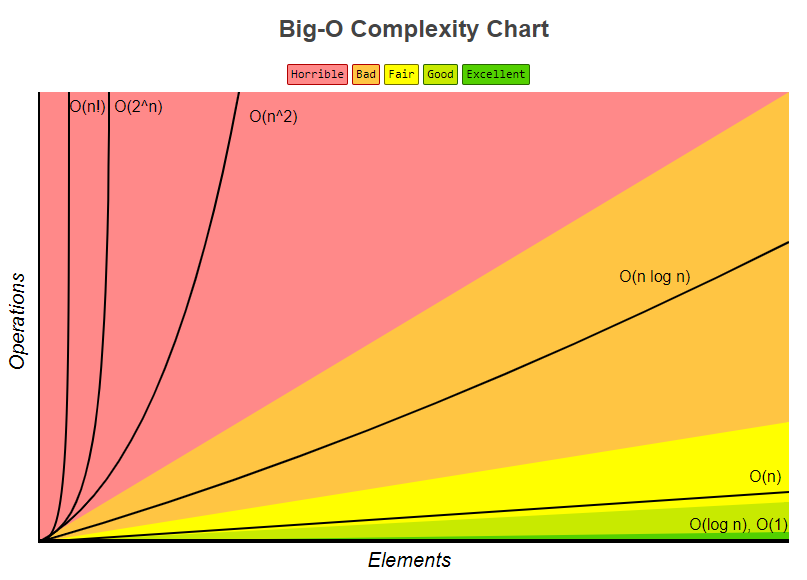 Big-O Complexity Chart
Horrible Bad Fair Good Excellent
O(n!) O(2^n)
O(n^2)
O(n log n)
O(n)
O(log n), O(1)
Operations
Elements